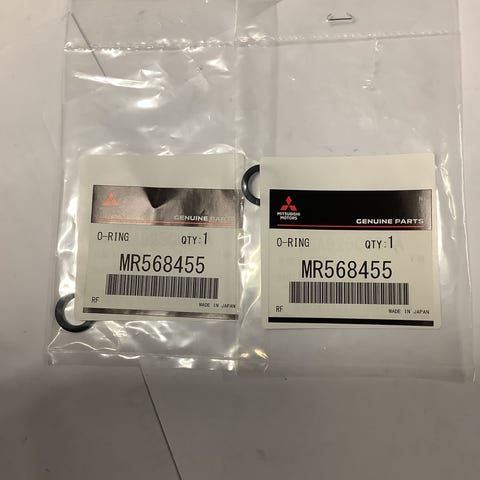 GENUINE PARTS
O-RING QTY:1
MR568455
RF
MADE IN JAPAN
MITSUBISHI
MOTORS
GENUINE PARTS
O-RING QTY:1
MR568455
RF
MADE IN JAPAN